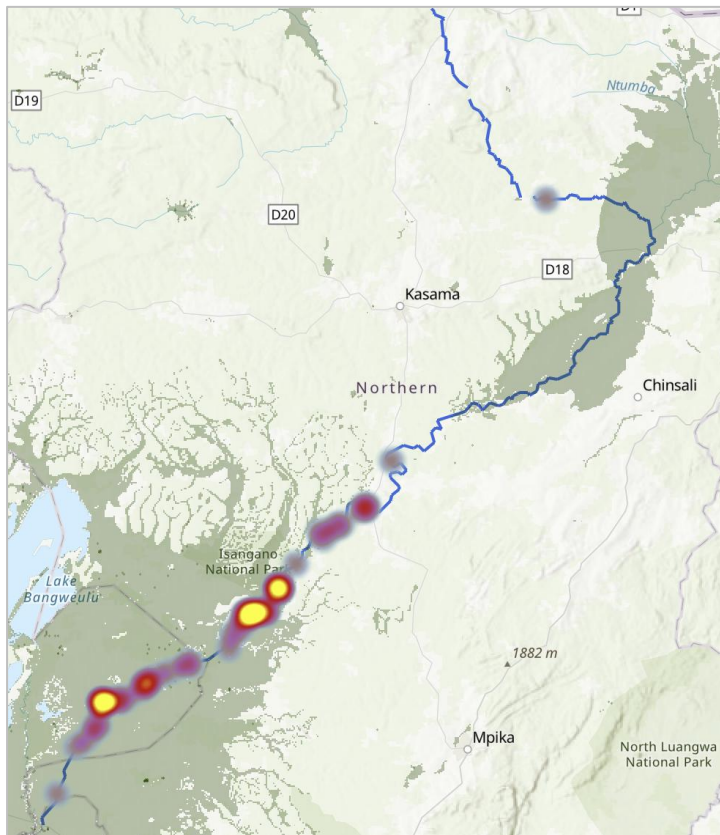 D1
Ntumba
D19
D20
D18
Kasama
Northern
Chinsali
Isangano
National Park
Lake
Bangweulu
1882 m
Mpika
North Luangwa
National Park